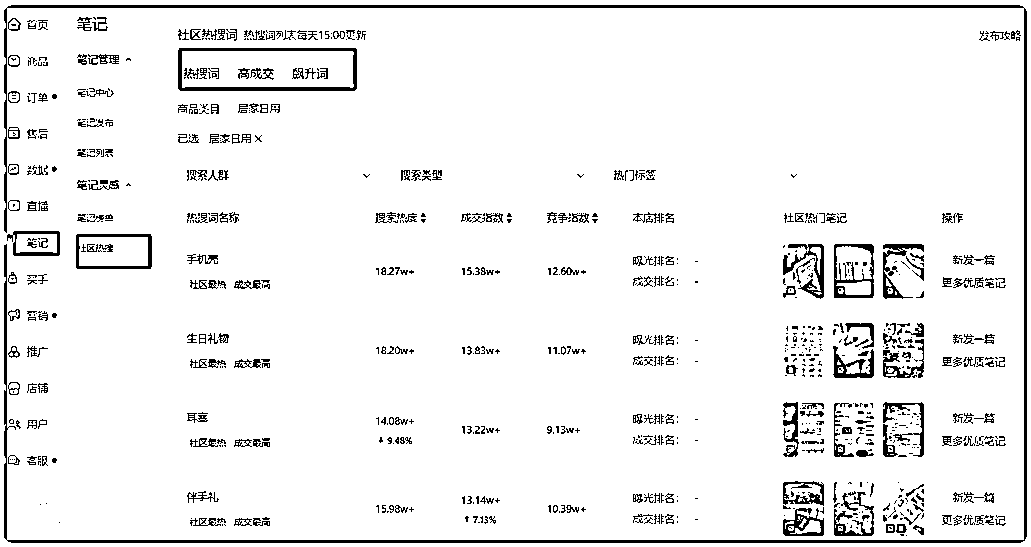 首页
商品
订单
售后
数据
直播
笔记
买手
营销
推广
店铺
用户
客服
笔记
笔记管理
笔记中心
笔记发布
笔记列表
笔记灵感
笔记榜单
社区热搜
社区热搜词 热搜词列表每天15:00更新 发布攻略
热搜词 高成交 飙升词
商品类目 居家日用
已选 居家日用 ×
搜索人群 搜索类型 热门标签
热搜词名称 搜索热度 成交指数 竞争指数 本店排名 社区热门笔记 操作
手机壳
社区最热 成交最高
18.27w+ 15.38w+ 12.60w+
曝光排名： -
成交排名： -
新发一篇
更多优质笔记
生日礼物
社区最热 成交最高
18.20w+ 13.83w+ 11.07w+
曝光排名： -
成交排名： -
新发一篇
更多优质笔记
耳塞
社区最热 成交最高
14.08w+ 13.22w+ 9.13w+
↓ 9.48%
曝光排名： -
成交排名： -
新发一篇
更多优质笔记
伴手礼
社区最热 成交最高
15.98w+ 13.14w+ 10.39w+
↑ 7.13%
曝光排名： -
成交排名： -
新发一篇
更多优质笔记